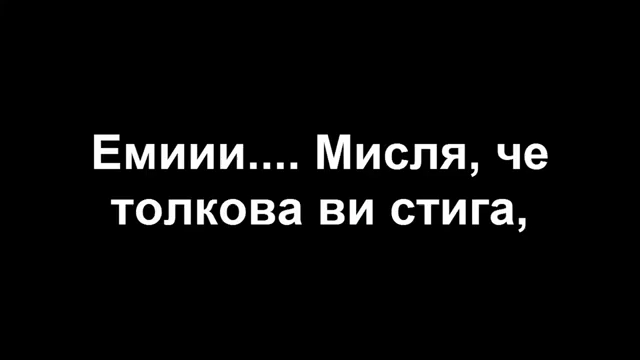 Емиии.... Мисля, че
толкова ви стига,